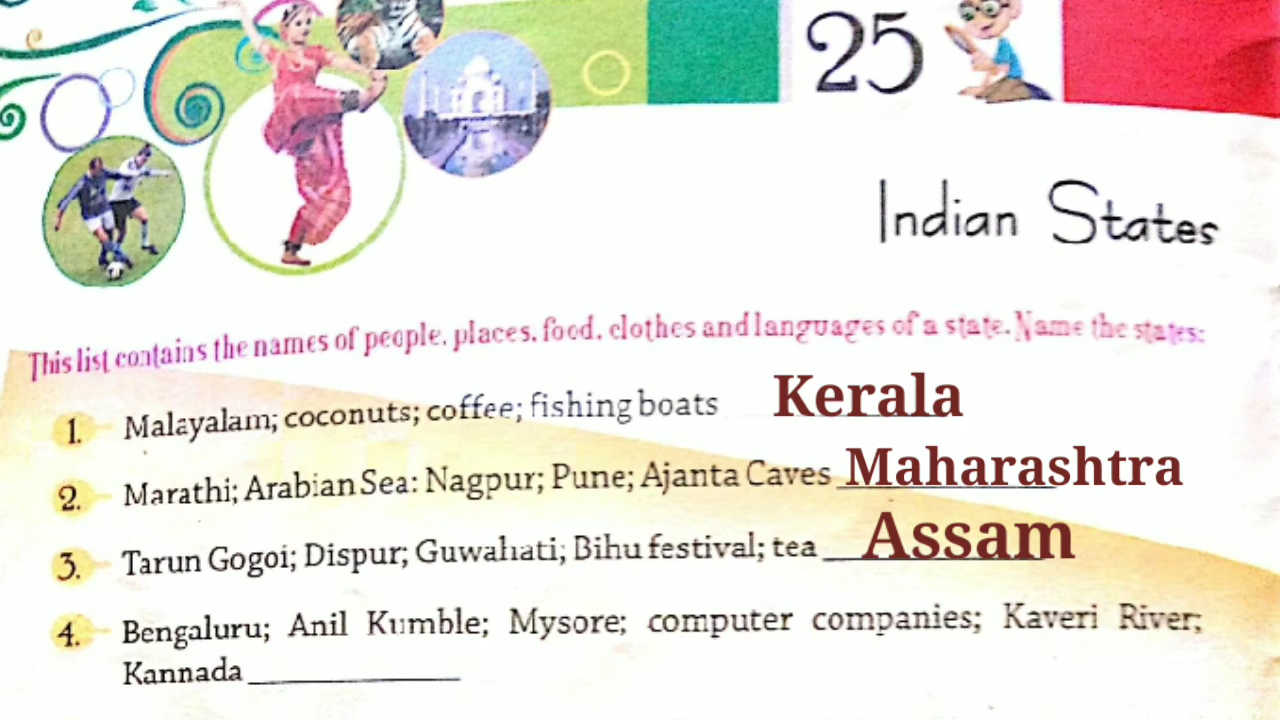 25
Indian States
This list contains the names of people, places, food, clothes and languages of a state. Name the states:
1. Malayalam; coconuts; coffee; fishing boats Kerala
2. Marathi; Arabian Sea: Nagpur; Pune; Ajanta Caves Maharashtra
3. Tarun Gogoi; Dispur; Guwahati; Bihu festival; tea Assam
4. Bengaluru; Anil Kumble; Mysore; computer companies; Kaveri River;
Kannada